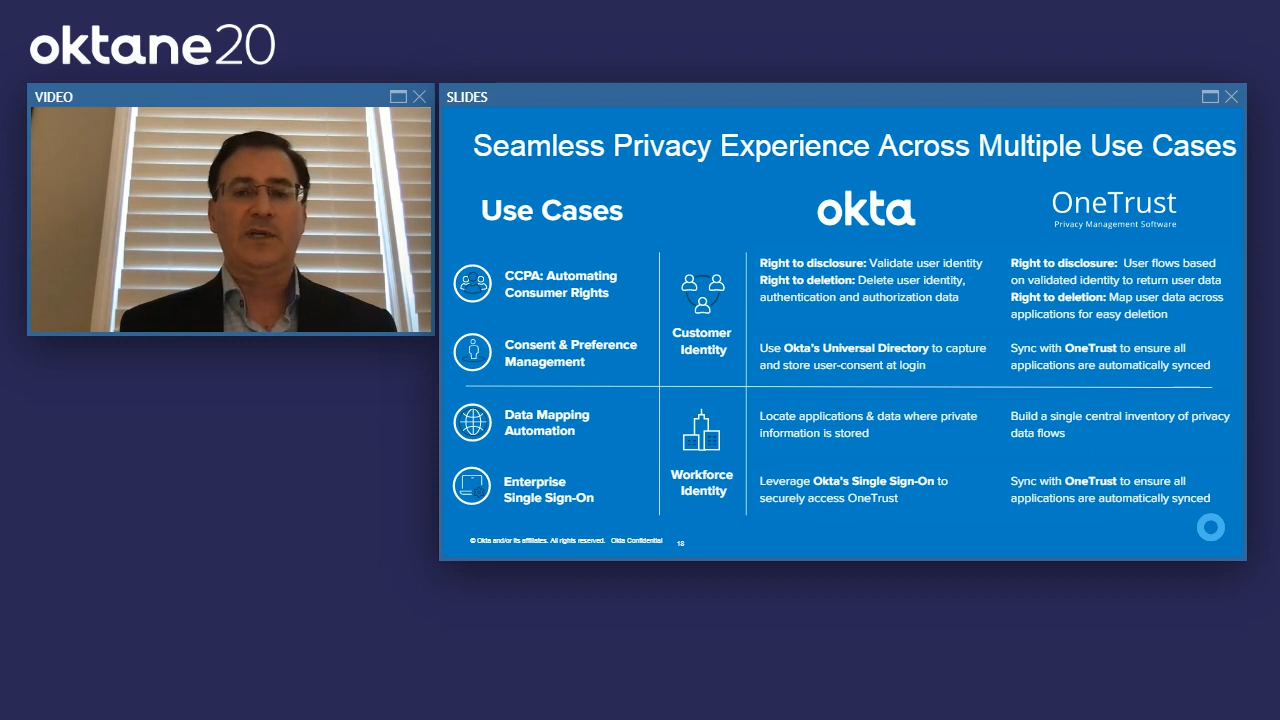 oktane20
VIDEO
SLIDES
Seamless Privacy Experience Across Multiple Use Cases
Use Cases
okta
OneTrust
Privacy Management Software
CCPA: Automating
Consumer Rights
Customer
Identity
Right to disclosure: Validate user identity
Right to deletion: Delete user identity,
authentication and authorization data
Right to disclosure: User flows based
on validated identity to return user data
Right to deletion: Map user data across
applications for easy deletion
Consent & Preference
Management
Use Okta's Universal Directory to capture
and store user-consent at login
Sync with OneTrust to ensure all
applications are automatically synced
Data Mapping
Automation
Workforce
Identity
Locate applications & data where private
information is stored
Build a single central inventory of privacy
data flows
Enterprise
Single Sign-On
Leverage Okta's Single Sign-On to
securely access OneTrust
Sync with OneTrust to ensure all
applications are automatically synced
© Okta and/or its affiliates. All rights reserved. Okta Confidential
18